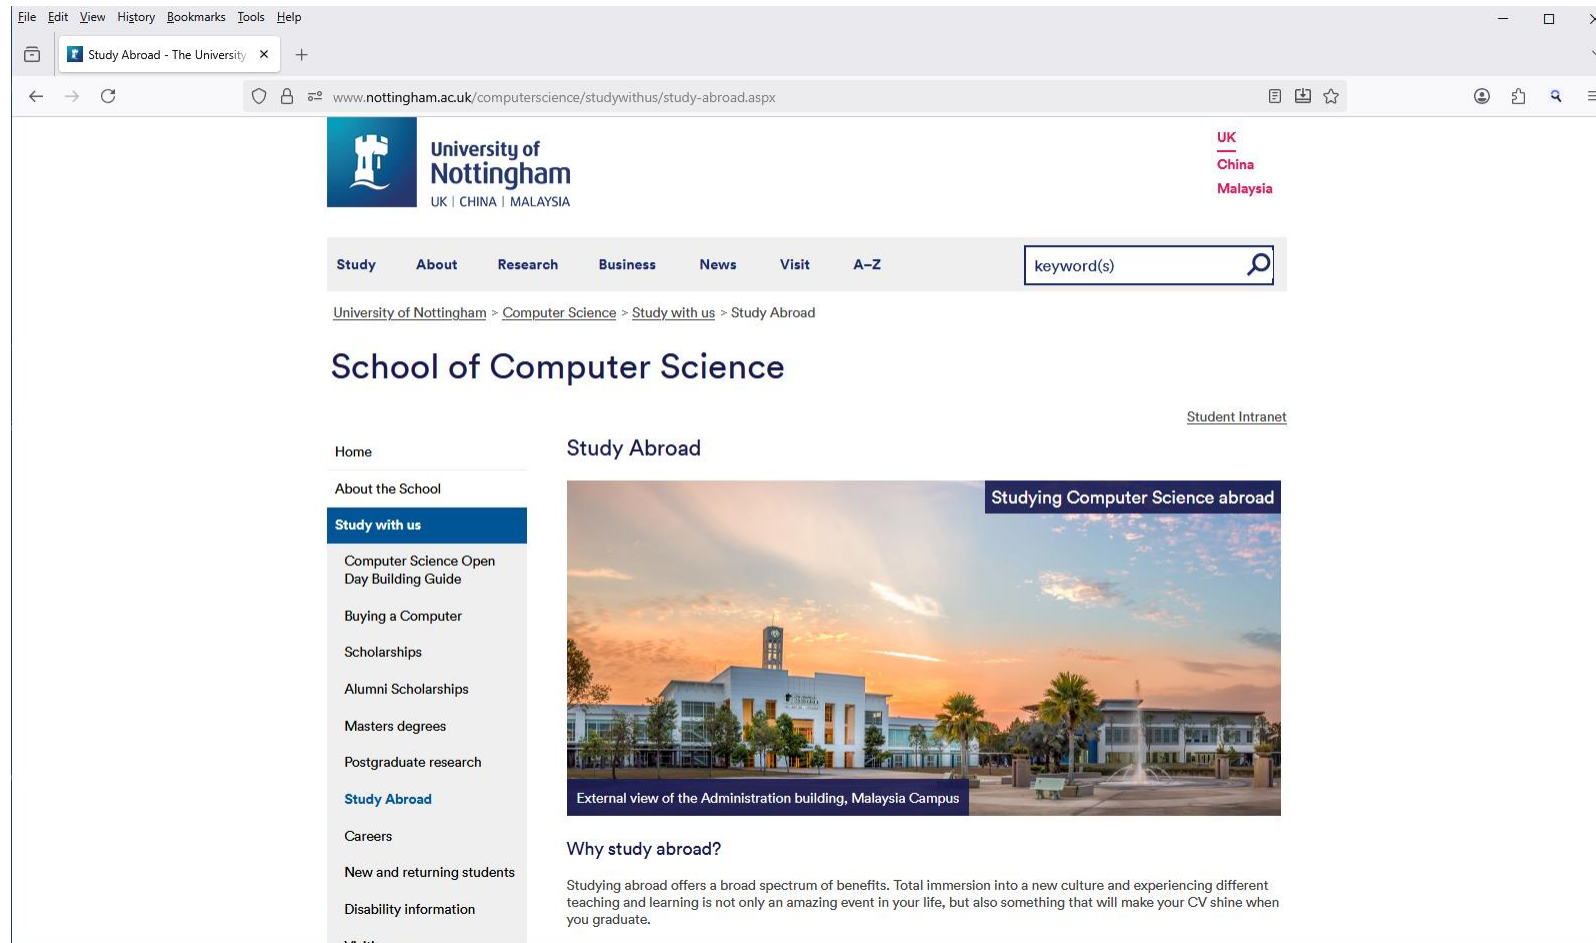 File Edit View History Bookmarks Tools Help
Study Abroad - The University
www.nottingham.ac.uk/computerscience/studywithus/study-abroad.aspx
University of
Nottingham
UK | CHINA | MALAYSIA
UK
China
Malaysia
Study About Research Business News Visit A–Z
keyword(s)
University of Nottingham > Computer Science > Study with us > Study Abroad
School of Computer Science
Student Intranet
Home
About the School
Study with us
Computer Science Open
Day Building Guide
Buying a Computer
Scholarships
Alumni Scholarships
Masters degrees
Postgraduate research
Study Abroad
Careers
New and returning students
Disability information
Study Abroad
Studying Computer Science abroad
External view of the Administration building, Malaysia Campus
Why study abroad?
Studying abroad offers a broad spectrum of benefits. Total immersion into a new culture and experiencing different
teaching and learning is not only an amazing event in your life, but also something that will make your CV shine when
you graduate.